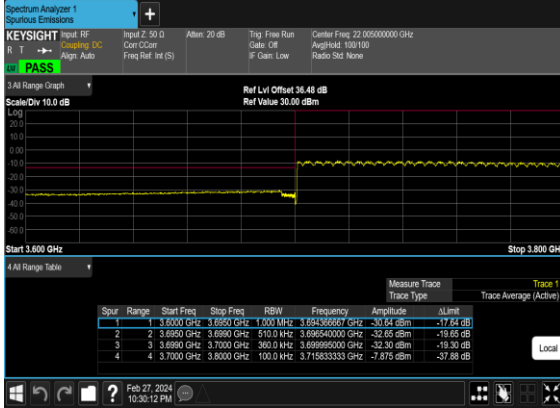 Spectrum Analyzer 1
Spurious Emissions
+
KEYSIGHT Input: RF Input Z: 50 Ω Atten: 20 dB Trig: Free Run Center Freq: 22.005000000 GHz
R T Coupling: DC Corr CCorr Gate: Off Avg|Hold: 100/100
Align: Auto Freq Ref: Int (S) IF Gain: Low Radio Std: None
PASS
3.All Range Graph
Ref Lvl Offset 36.48 dB
Scale/Div 10.0 dB Ref Value 30.00 dBm
Log
20.0
10.0
0.00
-10.0
-20.0
-30.0
-40.0
-50.0
-60.0
Start 3.600 GHz Stop 3.800 GH
4.All Range Table
Measure Trace Trace 1
Trace Type Trace Average (Active)
Spur Range Start Freq Stop Freq RBW Frequency Amplitude ΔLimit
1 1 3.6000 GHz 3.6950 GHz 1.000 MHz 3.694366667 GHz -30.64 dBm -17.64 dB
2 2 3.6950 GHz 3.6990 GHz 510.0 kHz 3.696540000 GHz -32.65 dBm -19.65 dB
3 3 3.6990 GHz 3.7000 GHz 360.0 kHz 3.699995000 GHz -32.30 dBm -19.30 dB
4 4 3.7000 GHz 3.8000 GHz 100.0 kHz 3.715833333 GHz -7.875 dBm -37.88 dB
Local
? Feb 27, 2024
10:30:12 PM